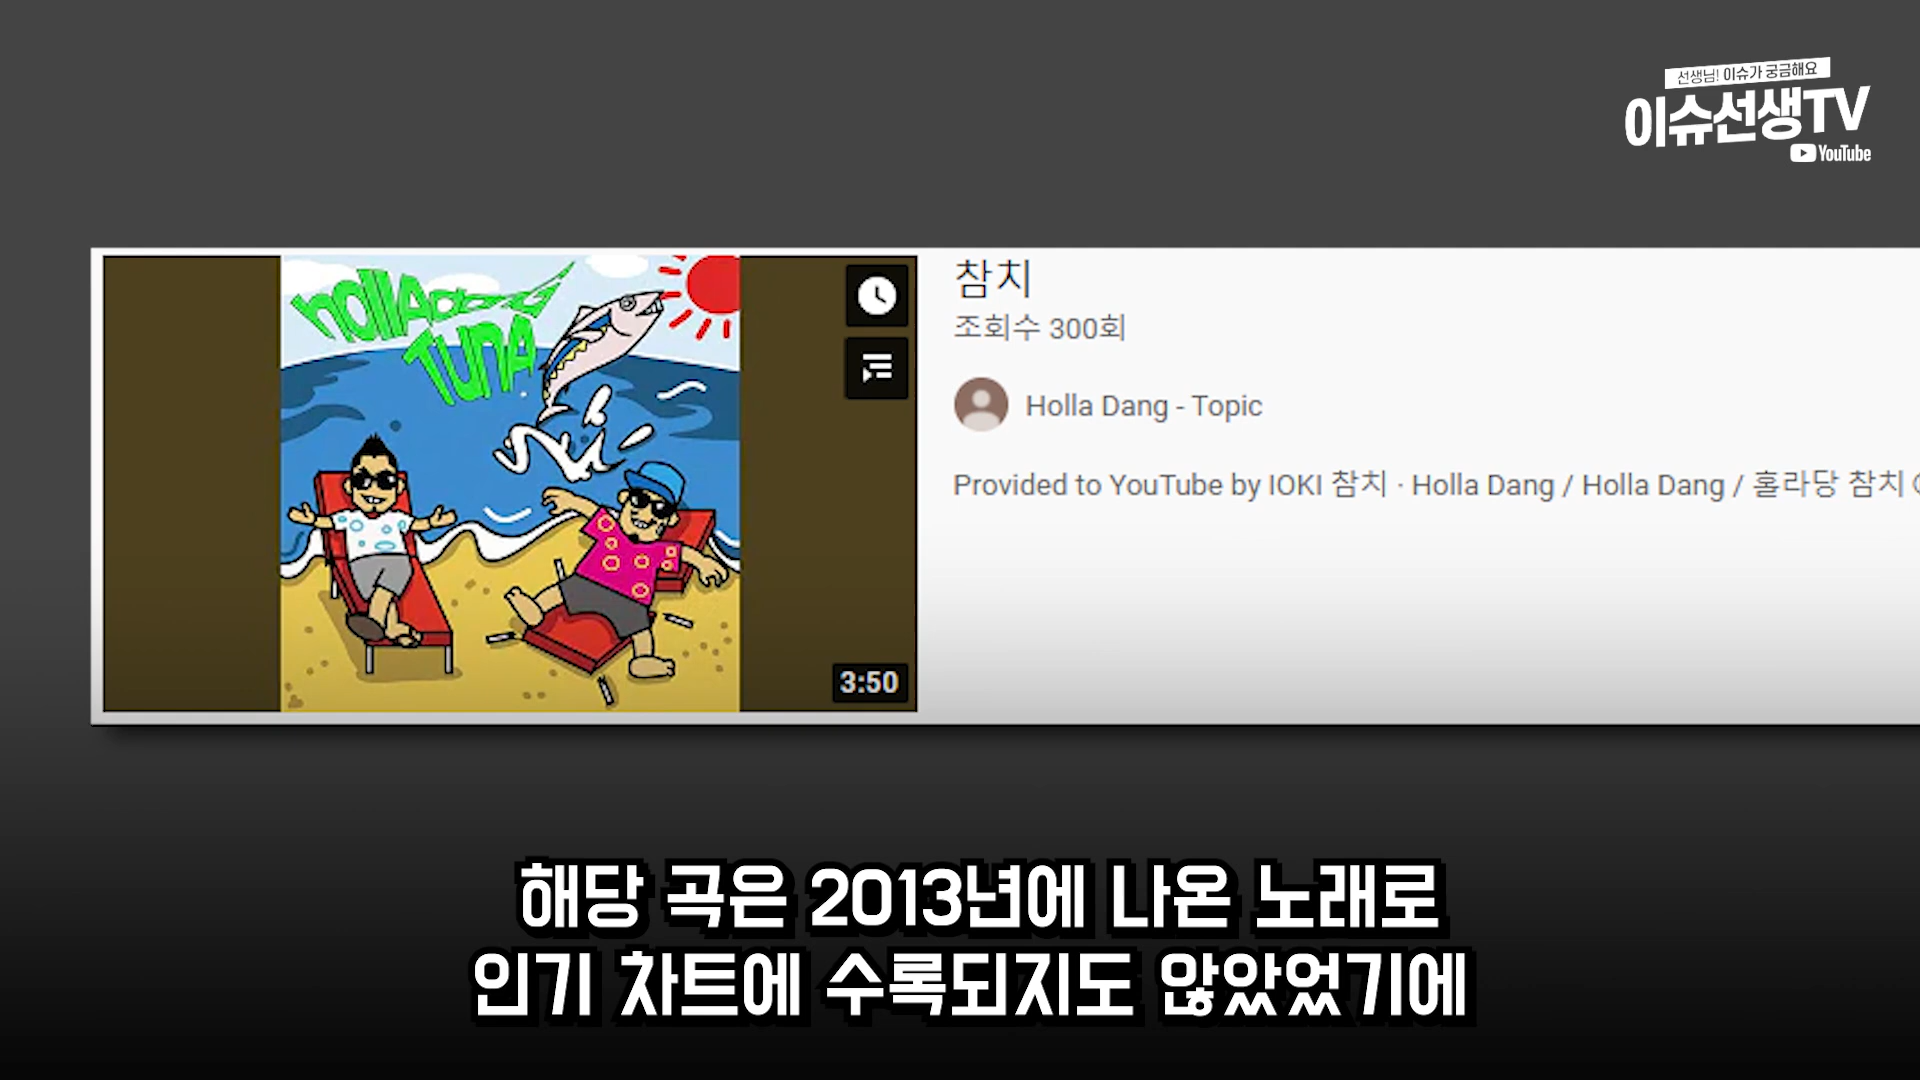 선생님! 이슈가 궁금해요
이슈선생TV
YouTube
hollADANG
TUNA
3:50
참치
조회수 300회
Holla Dang - Topic
Provided to YouTube by IOKI 참치 · Holla Dang / Holla Dang / 홀라당 참치
해당 곡은 2013년에 나온 노래로
인기 차트에 수록되지도 않았었기에